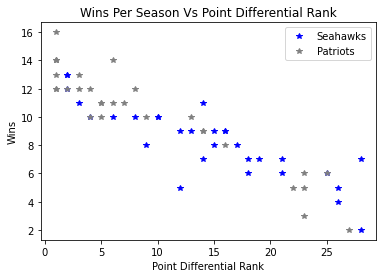 Wins Per Season Vs Point Differential Rank
Seahawks
Patriots
Wins
16
14
12
10
8
6
4
2
0 5 10 15 20 25
Point Differential Rank